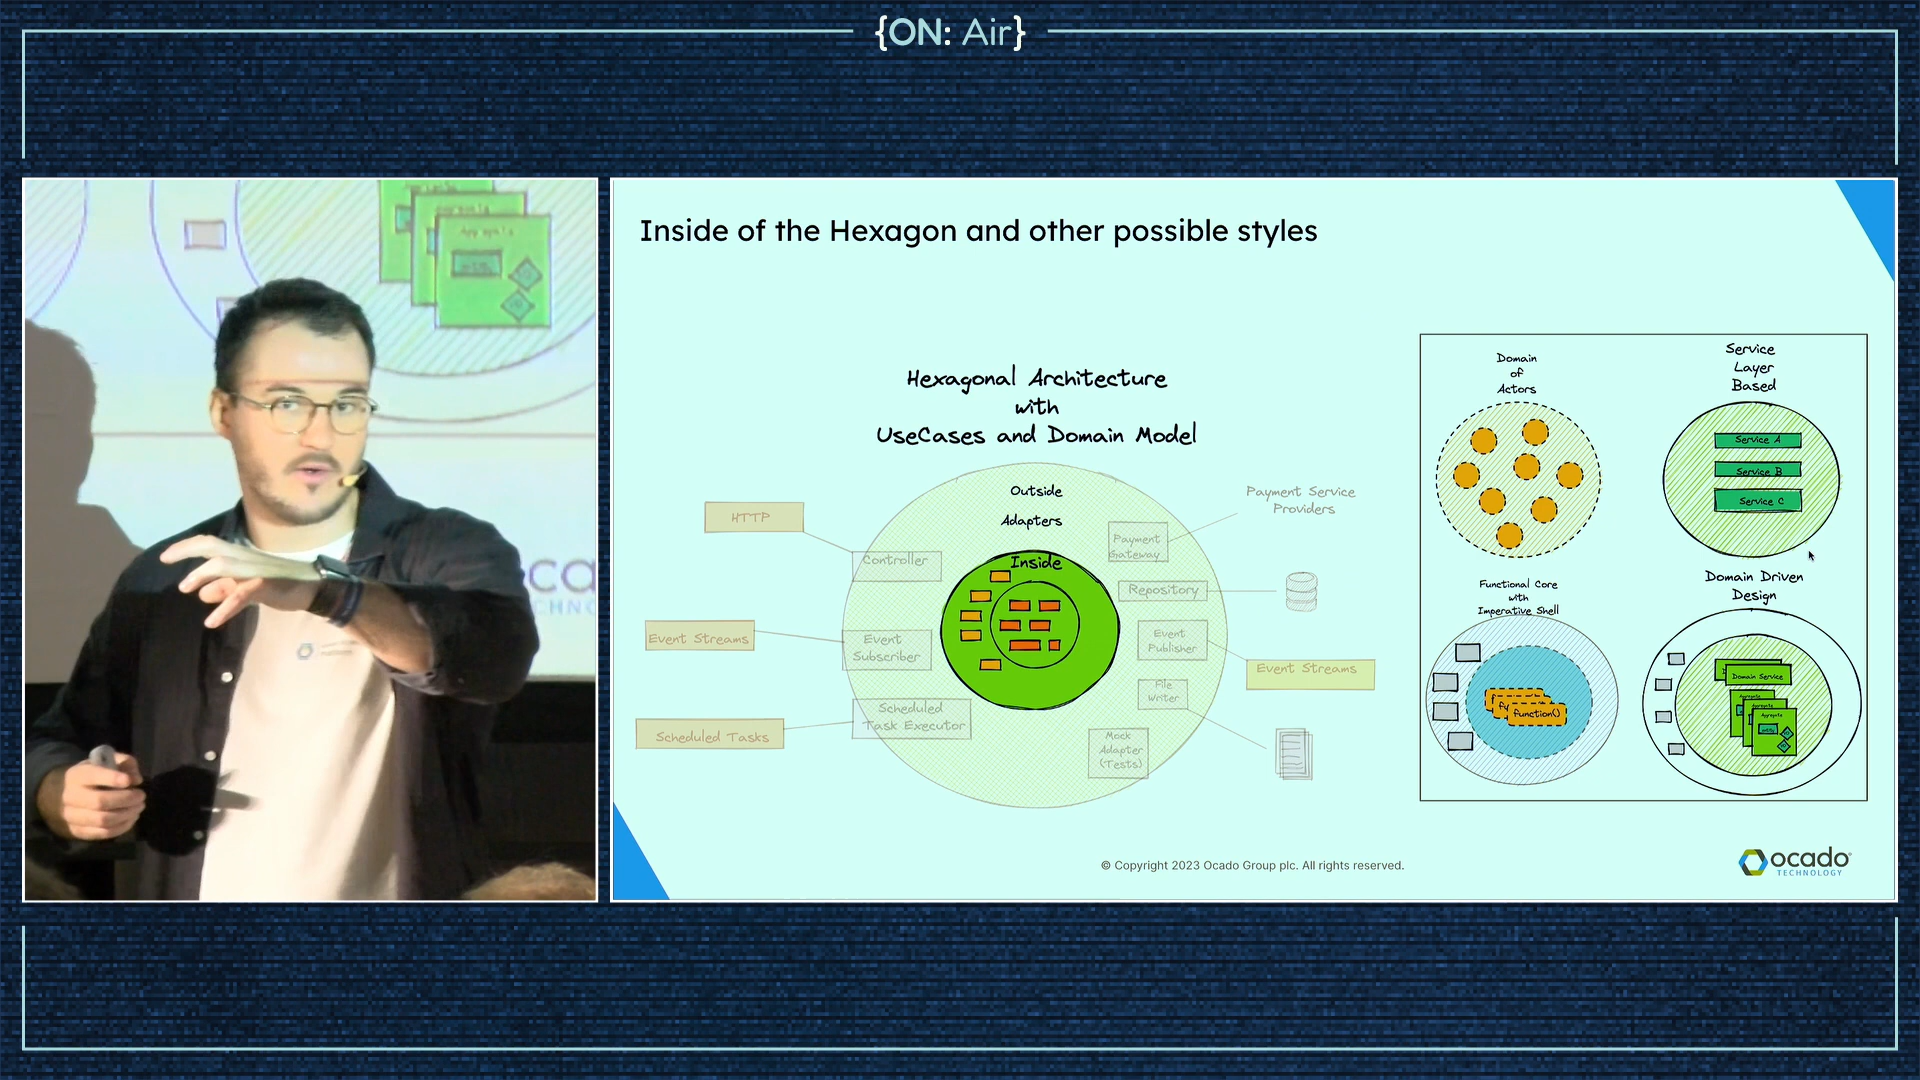 {ON: Air}
Inside of the Hexagon and other possible styles
Hexagonal Architecture
with
UseCases and Domain Model
Outside
Adapters
Inside
HTTP
Controller
Event Streams
Event
Subscriber
Scheduled Tasks
Scheduled
Task Executor
Payment
Gateway
Payment Service
Providers
Repository
Event
Publisher
Event Streams
File
Writer
Mock
Adapter
(Tests)
Domain
of
Actors
Service
Layer
Based
Service A
Service B
Service C
Functional Core
with
Imperative Shell
function()
Domain Driven
Design
Domain Service
Aggregate
Aggregate
Aggregate
entity
© Copyright 2023 Ocado Group plc. All rights reserved.
ocado
TECHNOLOGY